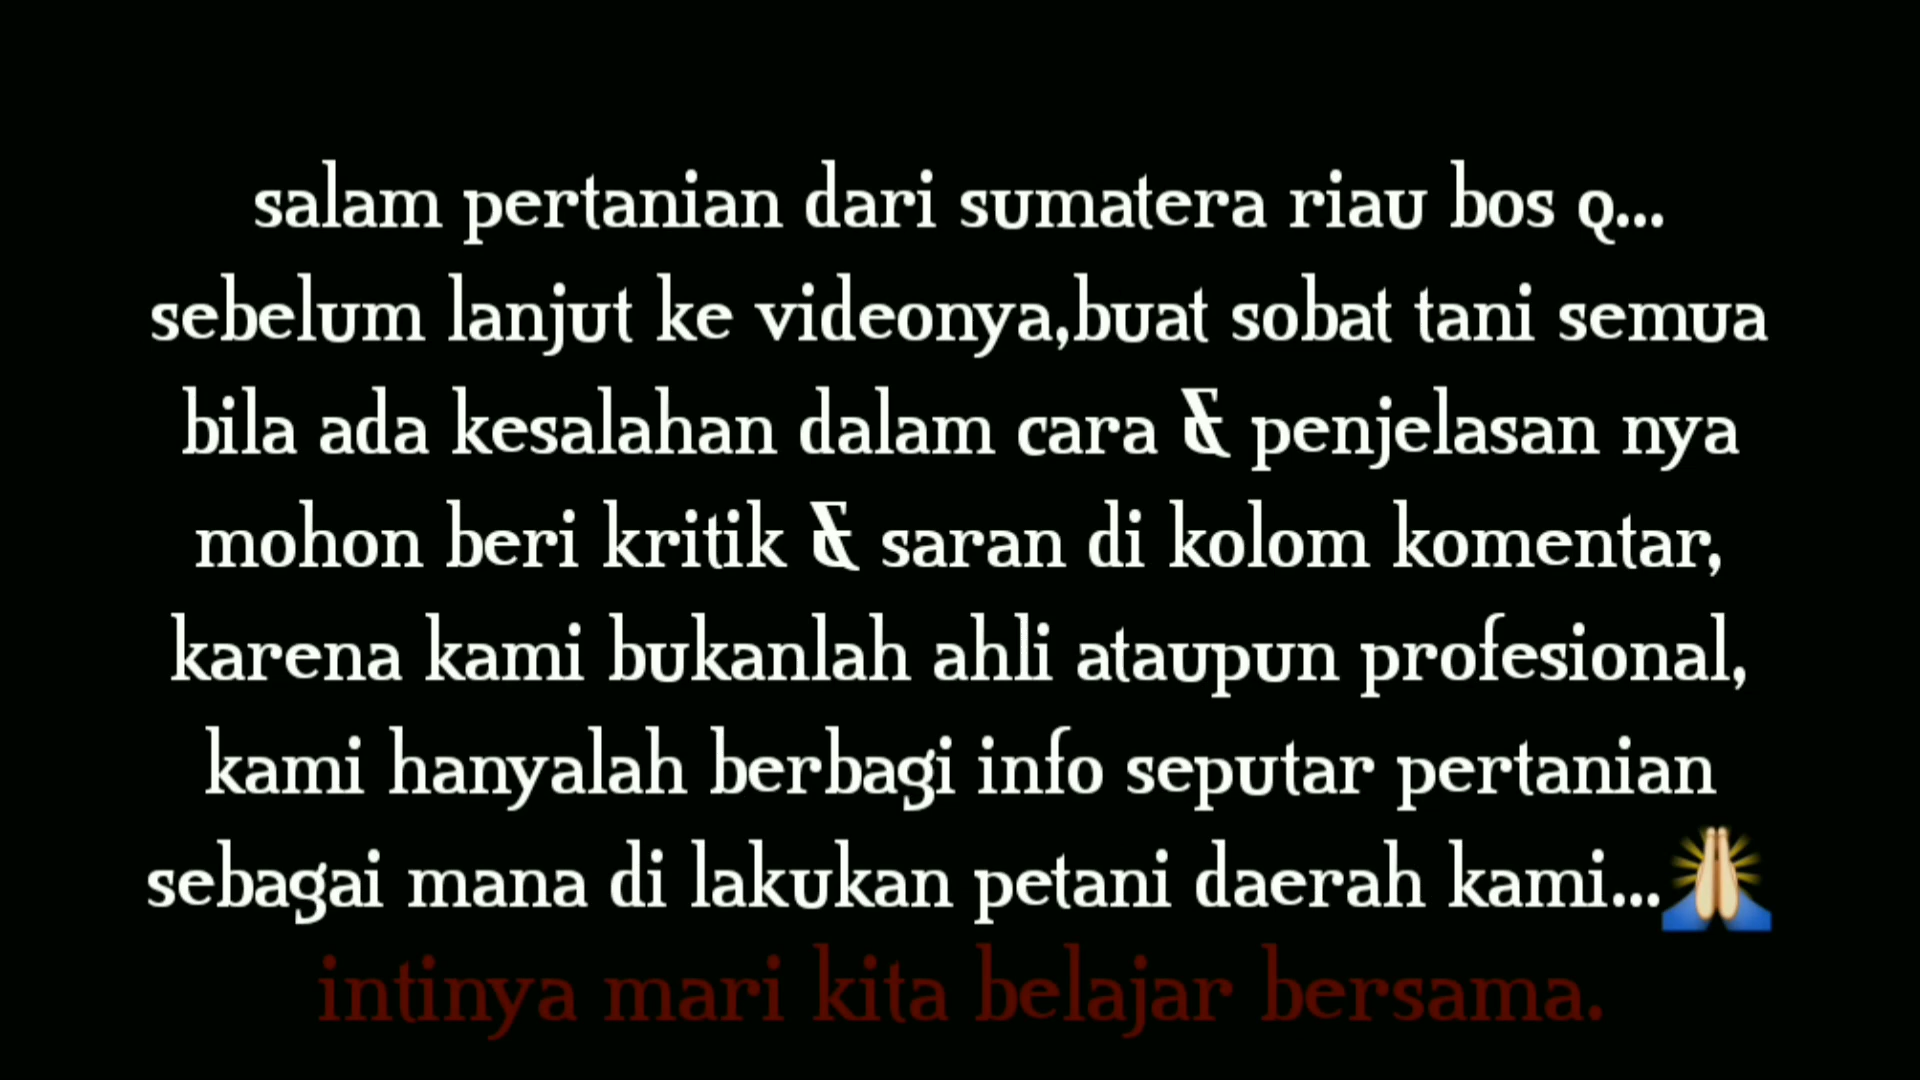 salam pertanian dari sumatera riau bos Q...
sebelum lanjut ke videonya,buat sobat tani semua
bila ada kesalahan dalam cara & penjelasan nya
mohon beri kritik & saran di kolom komentar,
karena kami bukanlah ahli ataupun profesional,
kami hanyalah berbagi info seputar pertanian
sebagai mana di lakukan petani daerah kami...🙏
intinya mari kita belajar bersama.